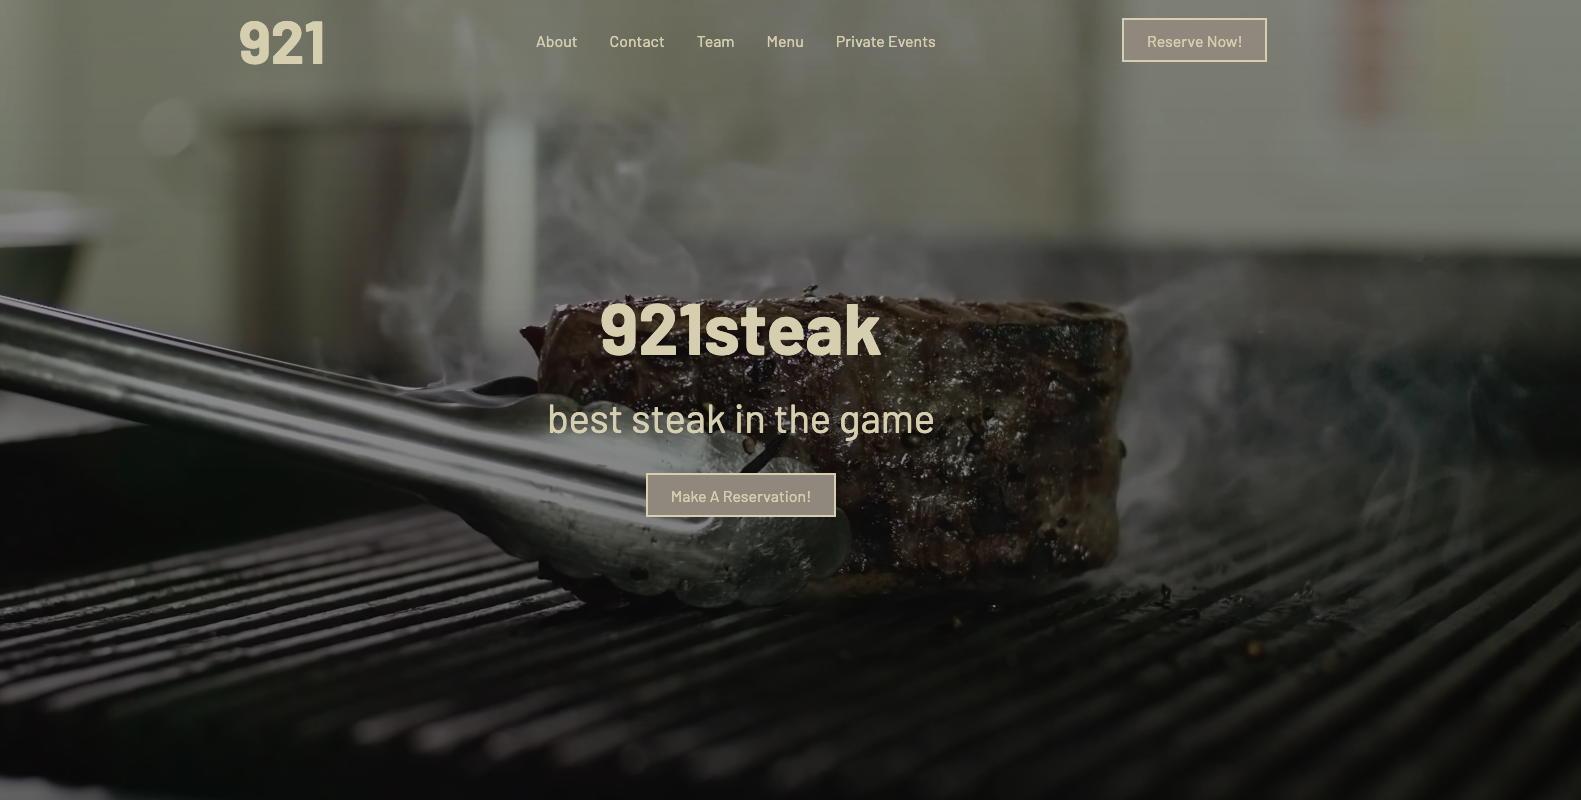 921
About
Contact
Team
Menu
Private Events
Reserve Now!
921steak
best steak in the game
Make A Reservation!